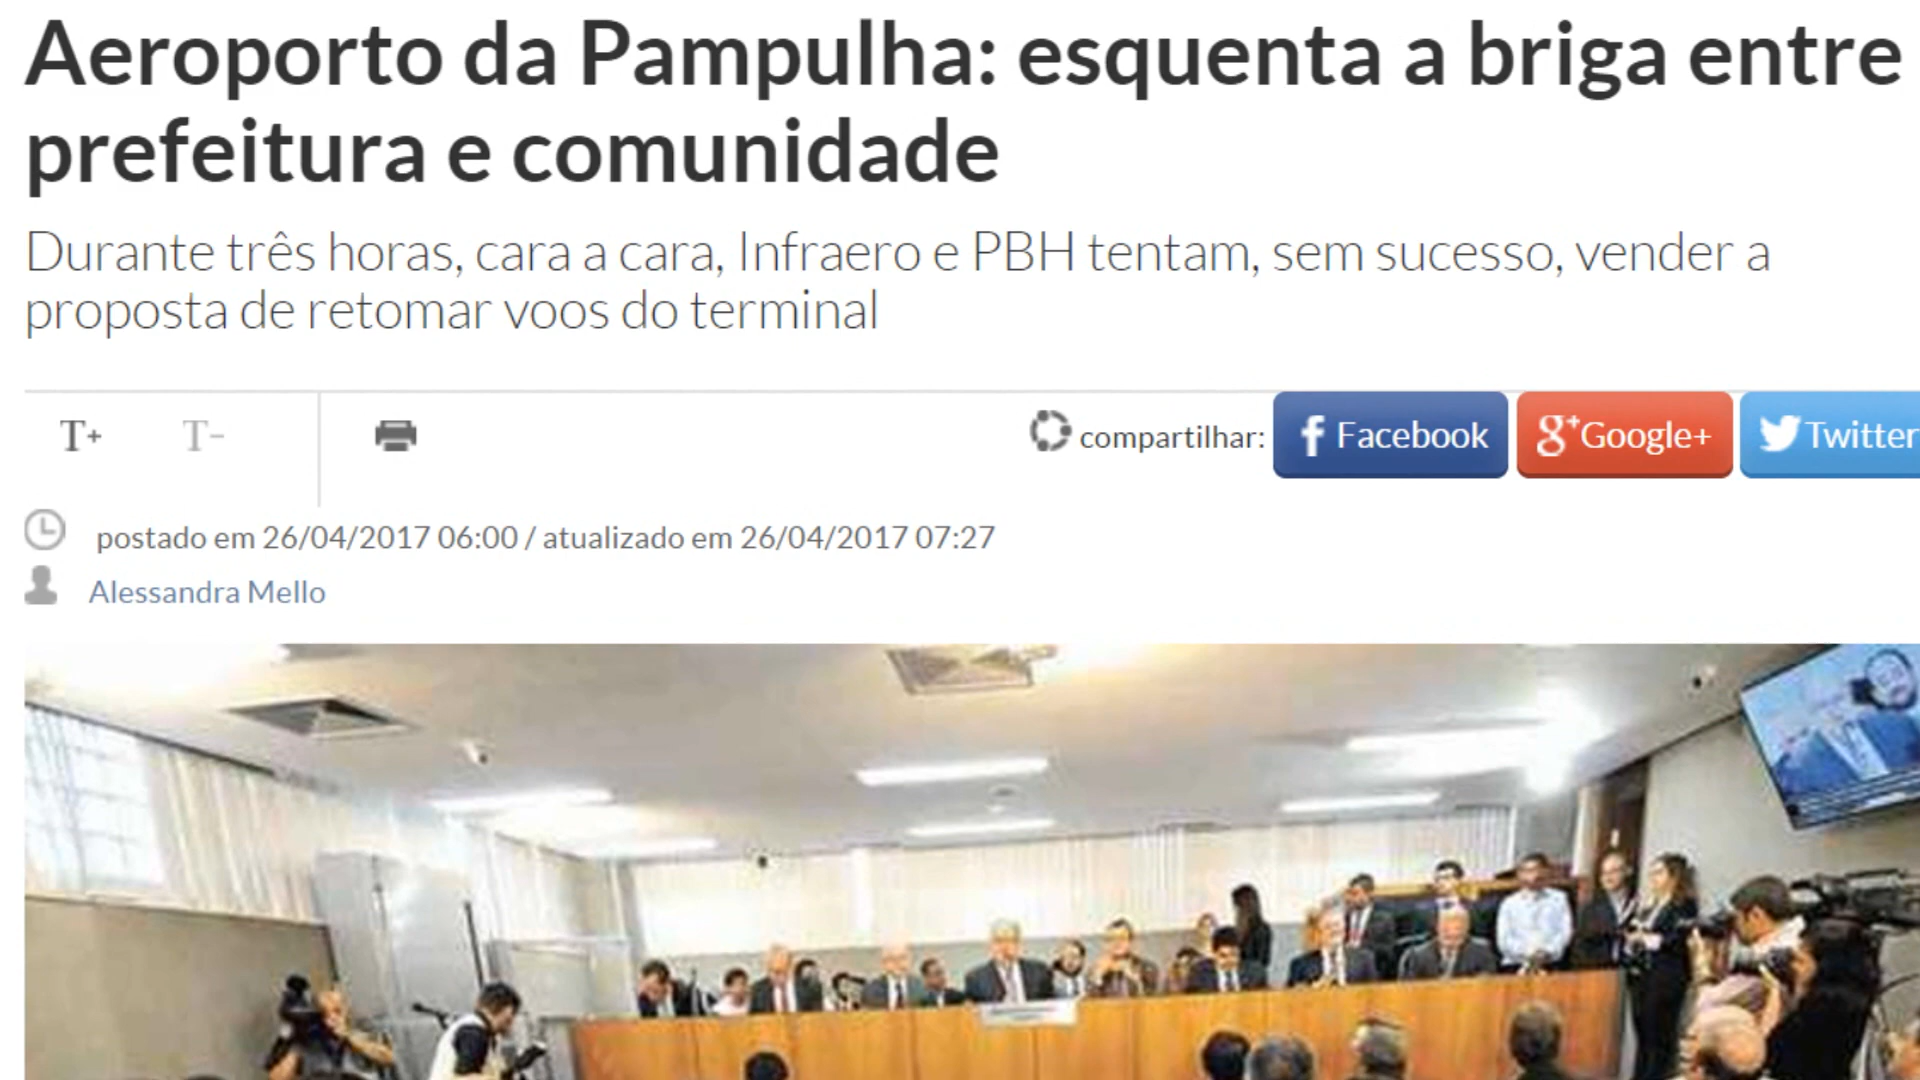 Aeroporto da Pampulha: esquenta a briga entre
prefeitura e comunidade
Durante três horas, cara a cara, Infraero e PBH tentam, sem sucesso, vender a
proposta de retomar voos do terminal
T+ T- compartilhar: Facebook Google+ Twitter
postado em 26/04/2017 06:00 / atualizado em 26/04/2017 07:27
Alessandra Mello